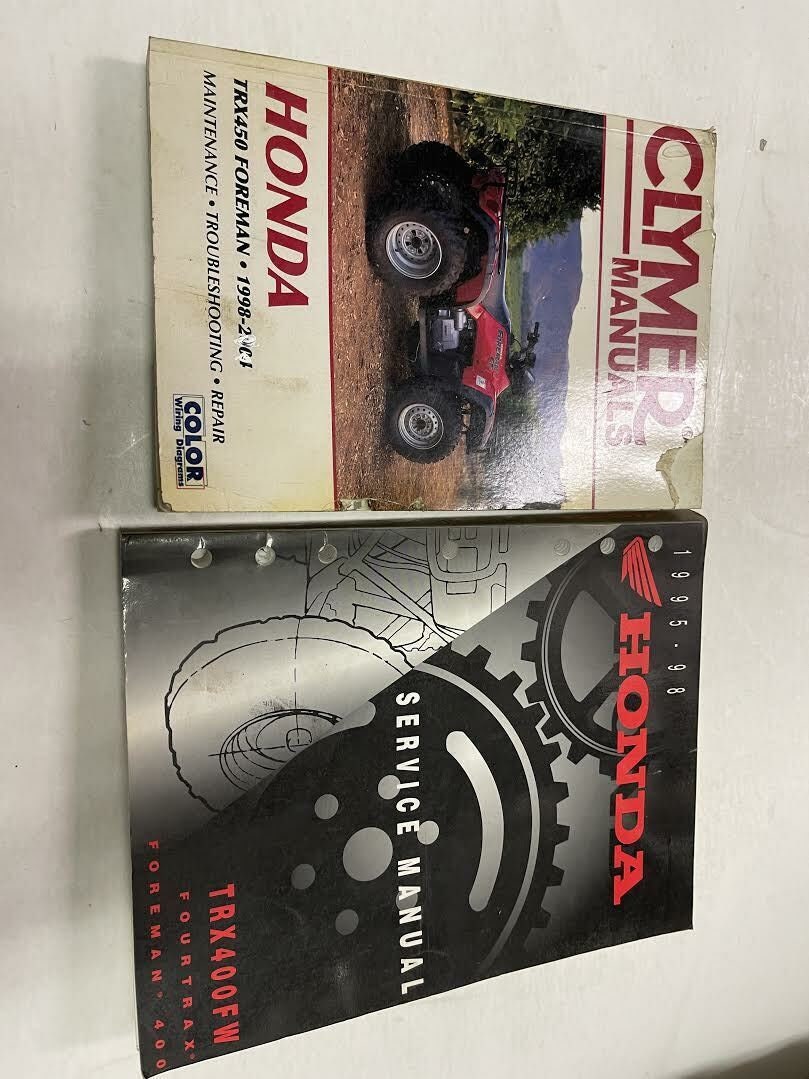 CLYMER®
MANUALS
HONDA
TRX450 FOREMAN • 1998-2004
MAINTENANCE • TROUBLESHOOTING • REPAIR
COLOR
Wiring Diagrams
1995-98
HONDA
SERVICE MANUAL
TRX400FW
FOURTRAX®
FOREMAN® 400